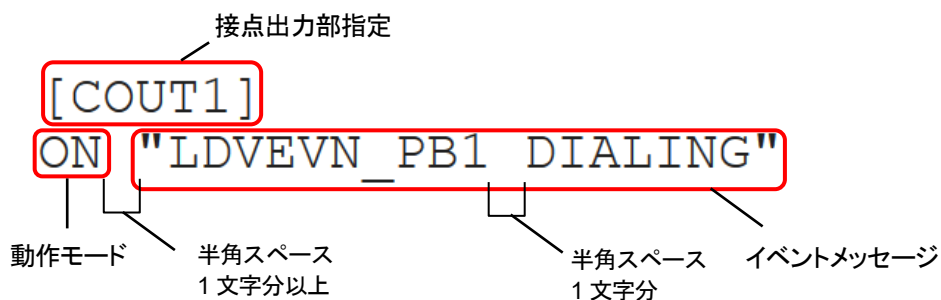 接点出力部指定
[COUT1]
ON "LDVEVN_PB1 DIALING"
動作モード
半角スペース
1 文字分以上
半角スペース
1 文字分
イベントメッセージ